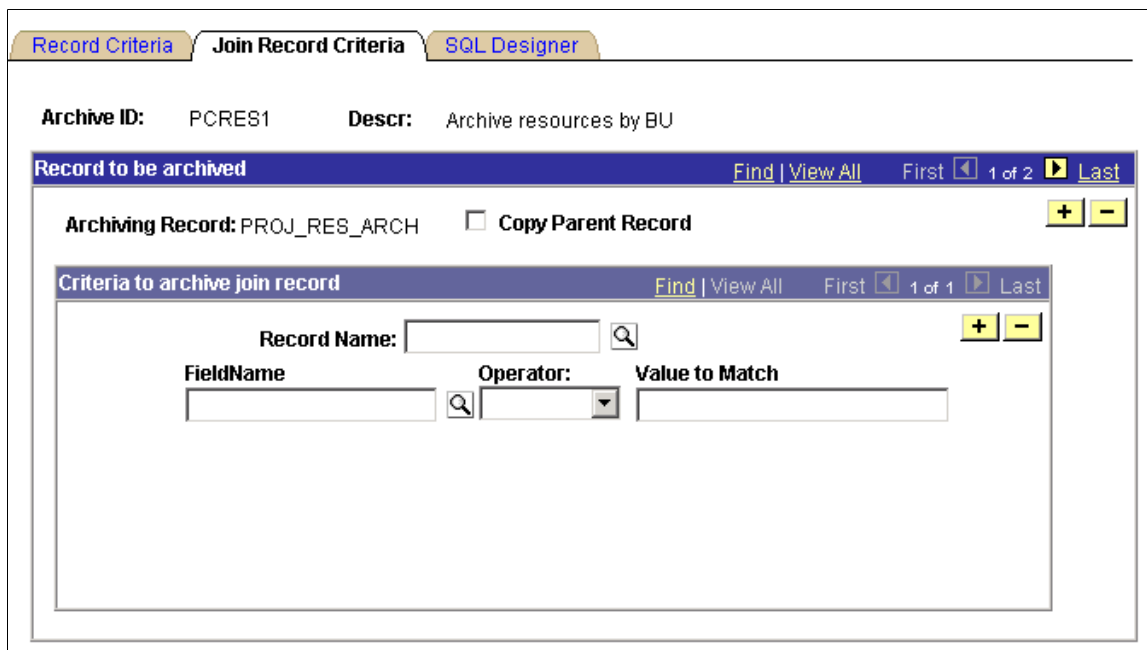 Record Criteria Join Record Criteria SQL Designer
Archive ID: PCRES1 Descr: Archive resources by BU
Record to be archived Find | View All First 1 of 2 Last
Archiving Record: PROJ_RES_ARCH Copy Parent Record + −
Criteria to archive join record Find | View All First 1 of 1 Last
Record Name: + −
FieldName Operator: Value to Match